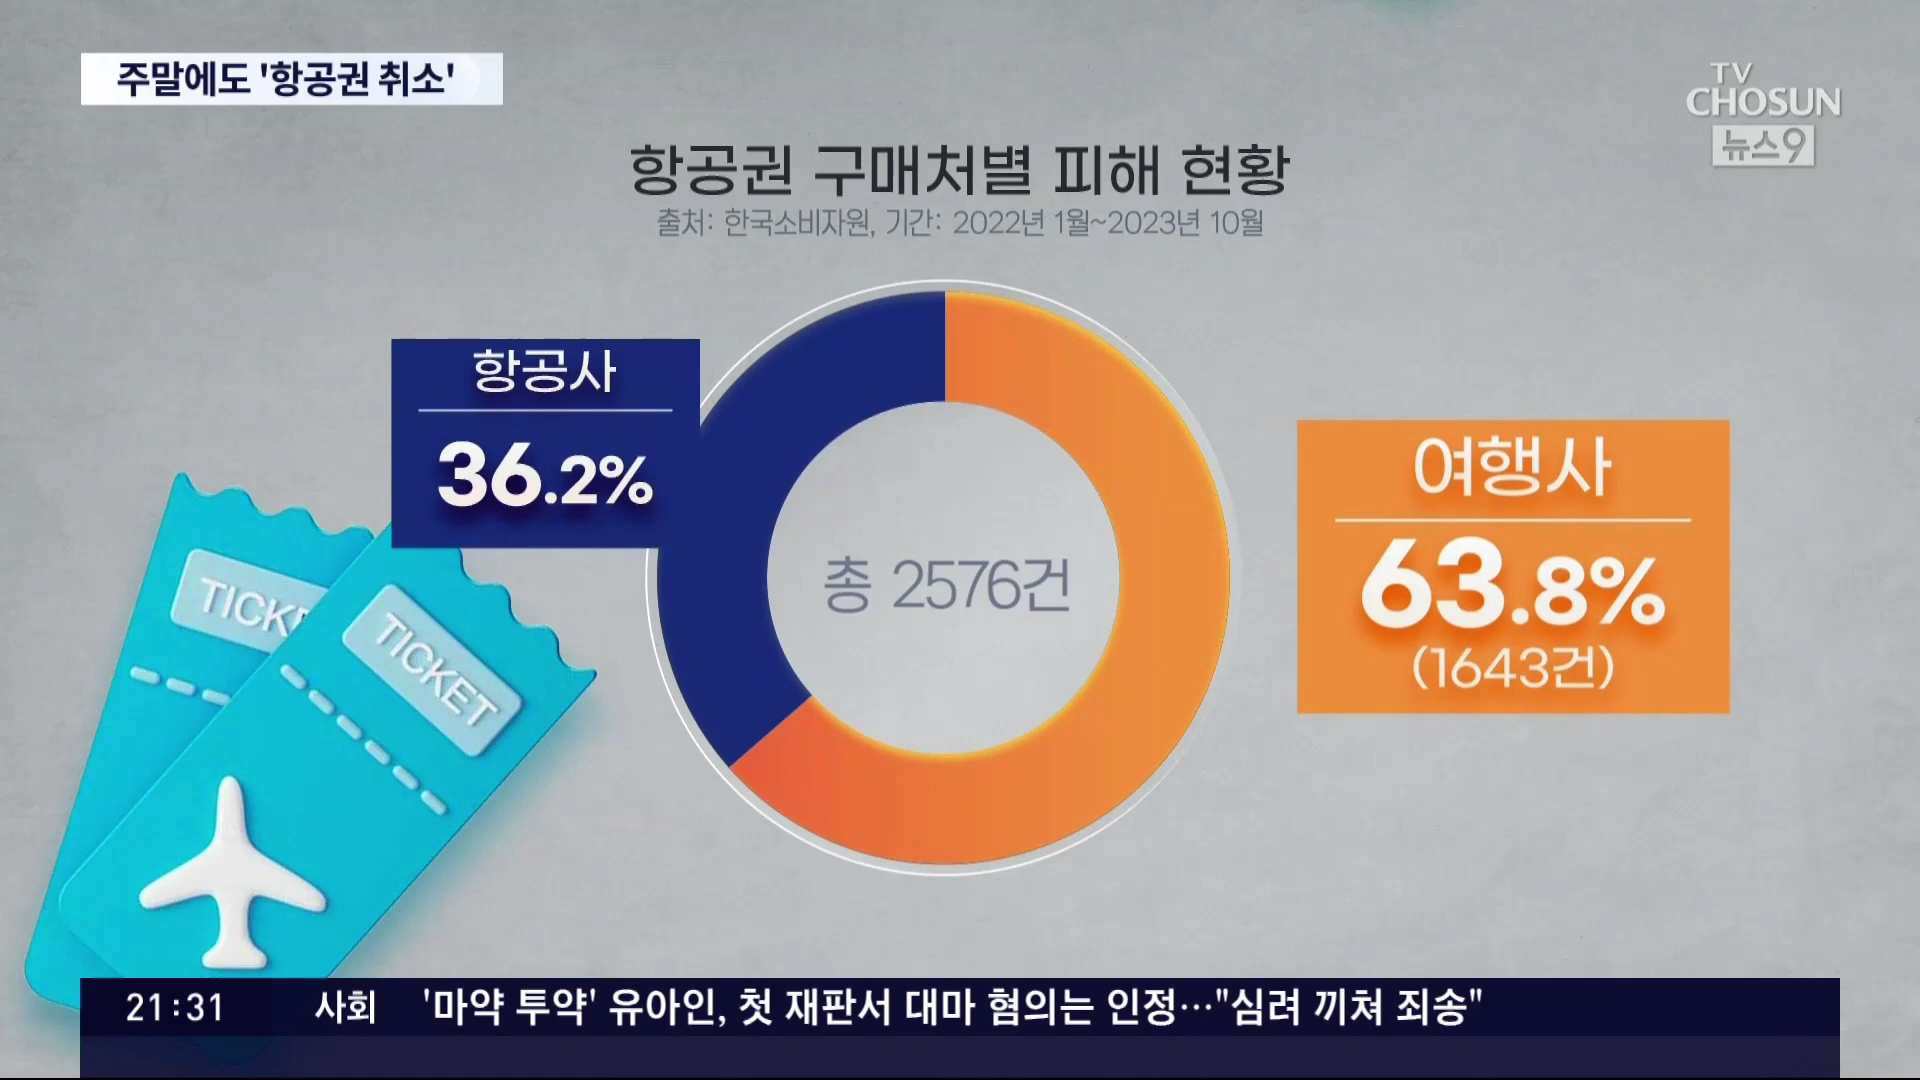 주말에도 '항공권 취소'
TV
CHOSUN
뉴스9
항공권 구매처별 피해 현황
출처: 한국소비자원, 기간: 2022년 1월~2023년 10월
항공사
36.2%
총 2576건
여행사
63.8%
(1643건)
TICKET
TICKET
21:31 사회 '마약 투약' 유아인, 첫 재판서 대마 혐의는 인정…"심려 끼쳐 죄송"